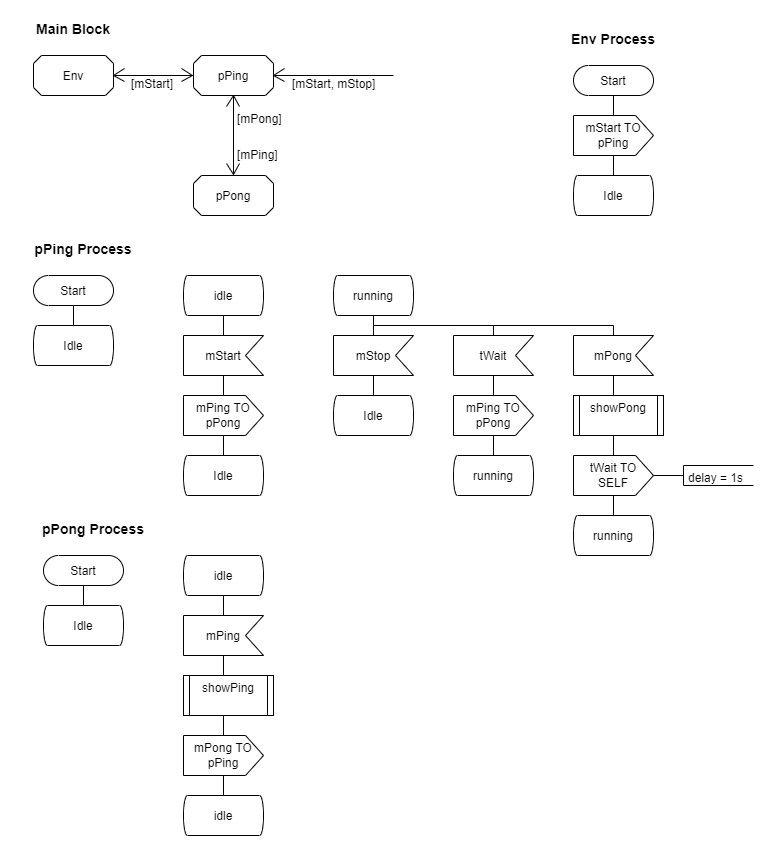 Main Block
Env
[mStart]
pPing
[mStart, mStop]
[mPong]
[mPing]
pPong
Env Process
Start
mStart TO
pPing
Idle
pPing Process
Start
Idle
idle
mStart
mPing TO
pPong
Idle
running
mStop
Idle
tWait
mPing TO
pPong
running
mPong
showPong
tWait TO
SELF
delay = 1s
running
pPong Process
Start
Idle
idle
mPing
showPing
mPong TO
pPing
idle